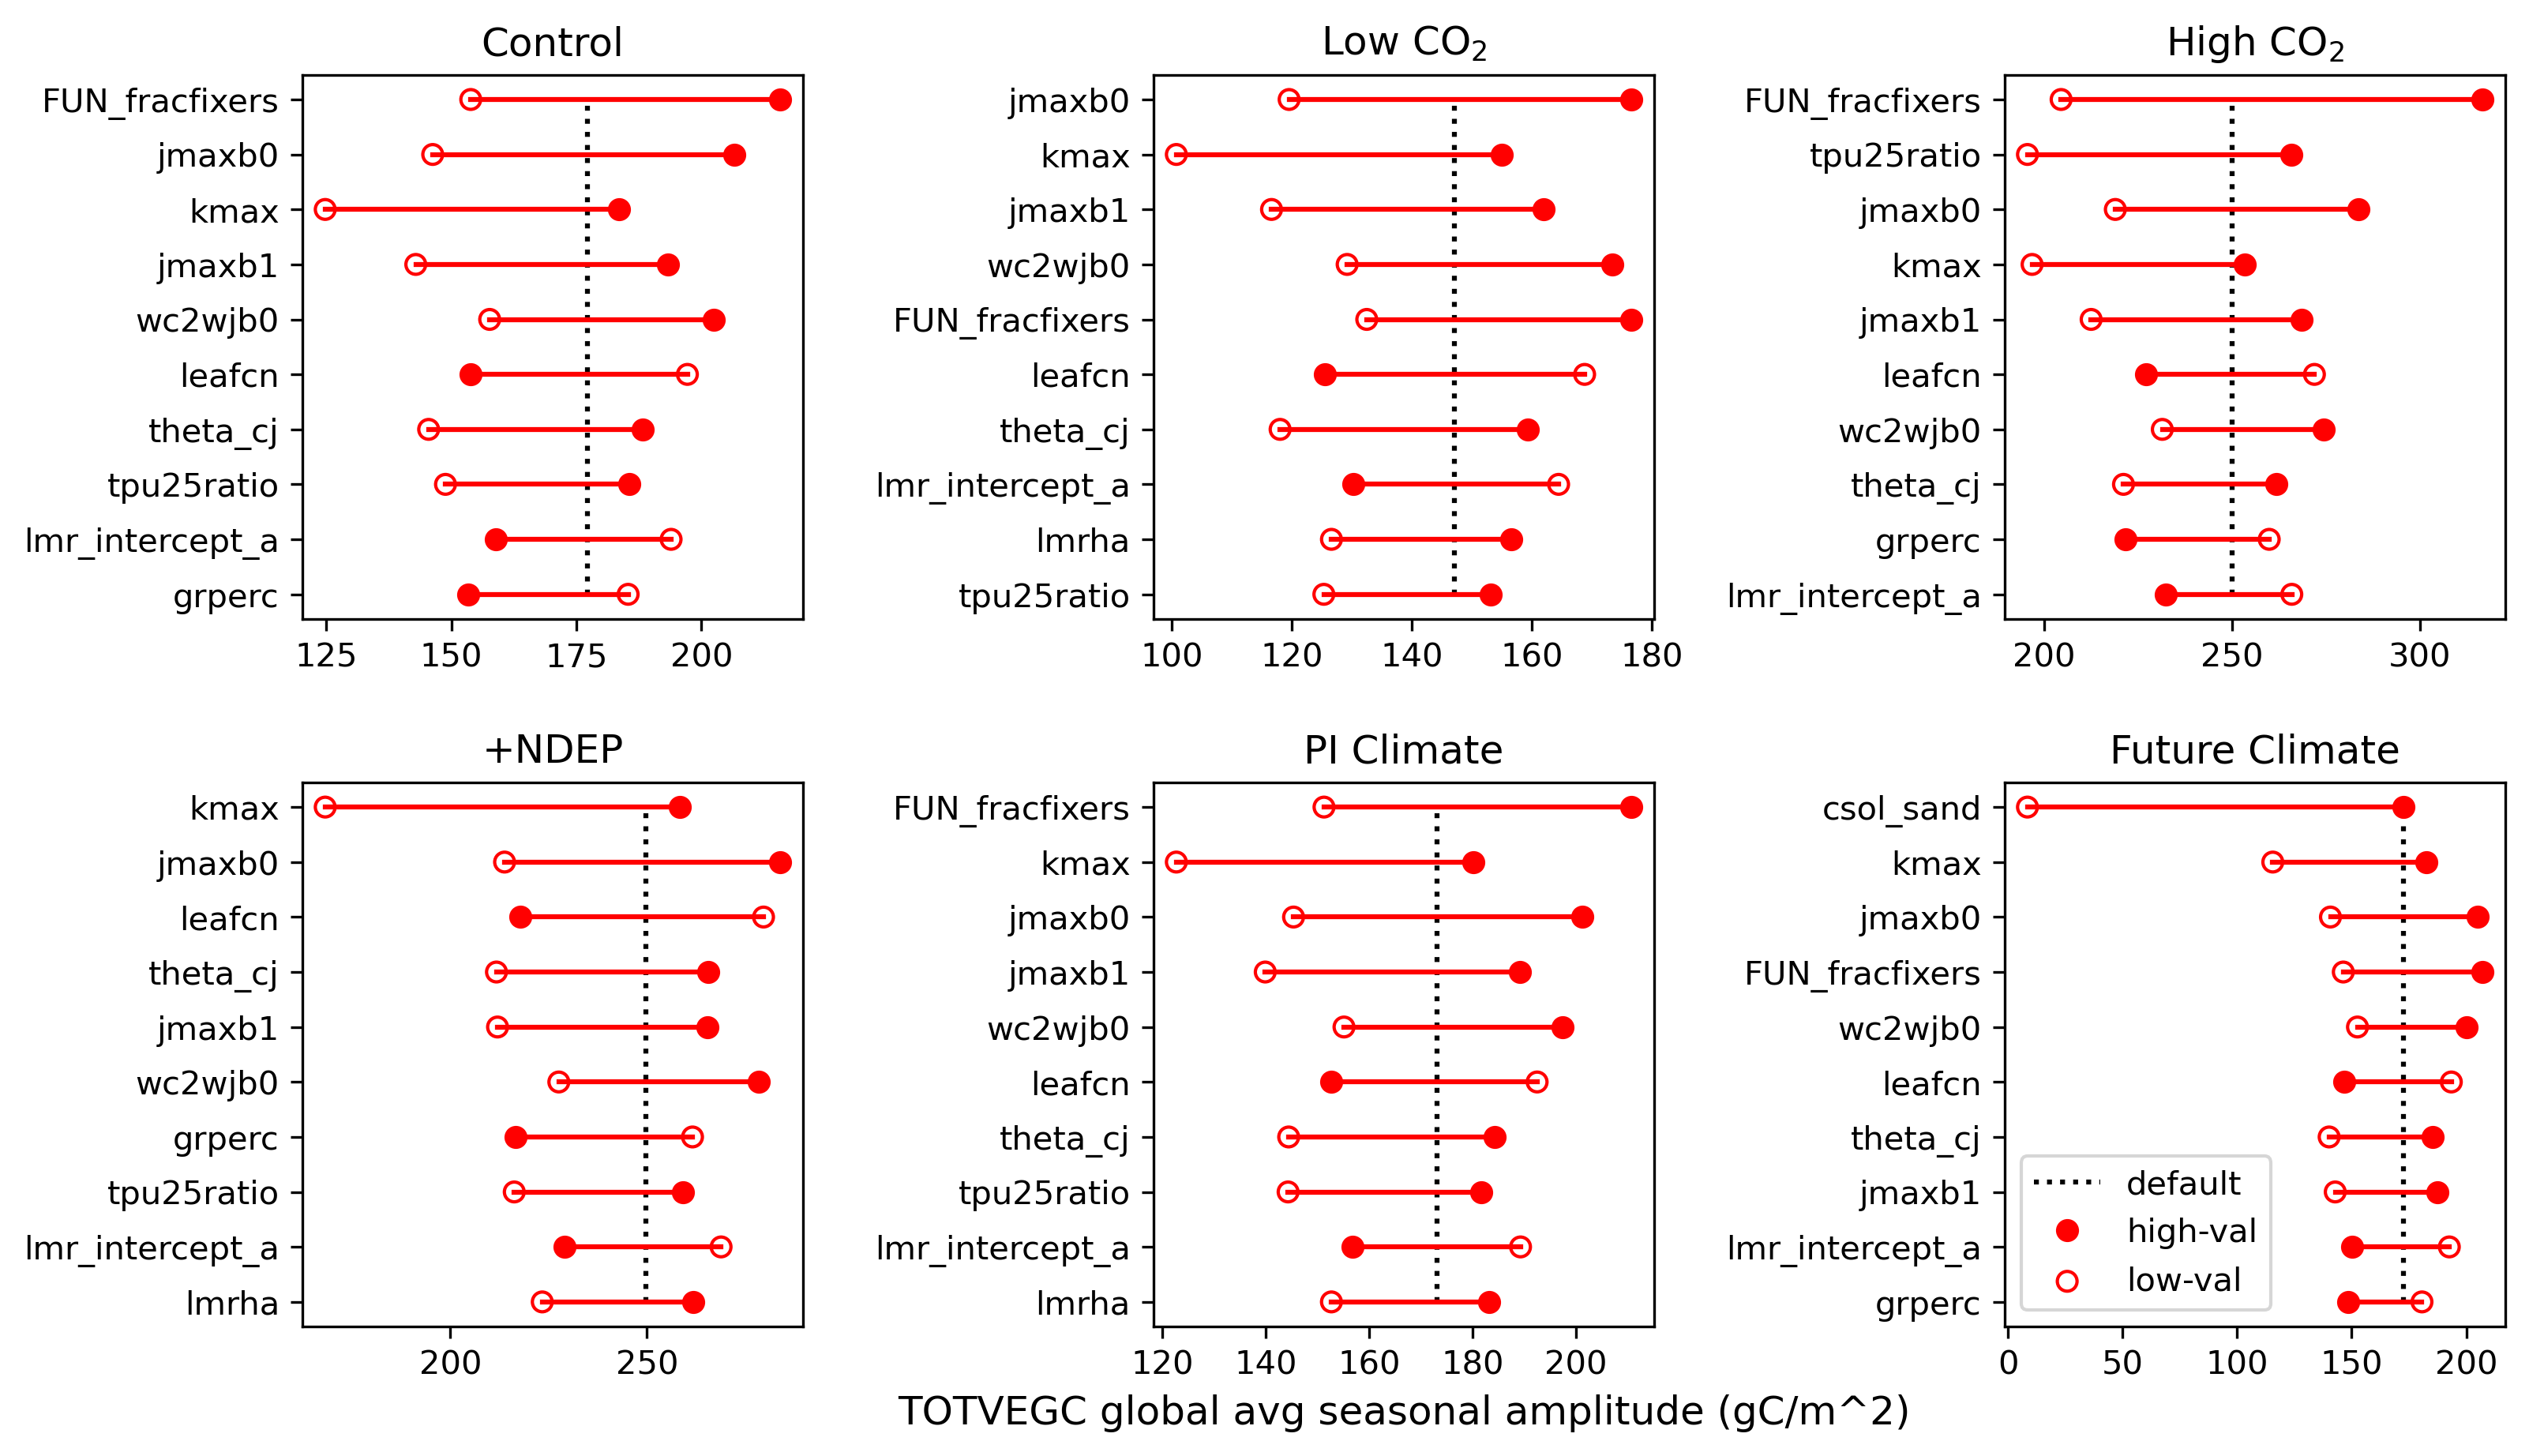 Control
FUN_fracfixers
jmaxb0
kmax
jmaxb1
wc2wjb0
leafcn
theta_cj
tpu25ratio
lmr_intercept_a
grperc
125 150 175 200
Low CO₂
jmaxb0
kmax
jmaxb1
wc2wjb0
FUN_fracfixers
leafcn
theta_cj
lmr_intercept_a
lmrha
tpu25ratio
100 120 140 160 180
High CO₂
FUN_fracfixers
tpu25ratio
jmaxb0
kmax
jmaxb1
leafcn
wc2wjb0
theta_cj
grperc
lmr_intercept_a
200 250 300
+NDEP
kmax
jmaxb0
leafcn
theta_cj
jmaxb1
wc2wjb0
grperc
tpu25ratio
lmr_intercept_a
lmrha
200 250
PI Climate
FUN_fracfixers
kmax
jmaxb0
jmaxb1
wc2wjb0
leafcn
theta_cj
tpu25ratio
lmr_intercept_a
lmrha
120 140 160 180 200
Future Climate
csol_sand
kmax
jmaxb0
FUN_fracfixers
wc2wjb0
leafcn
theta_cj
jmaxb1
lmr_intercept_a
grperc
default
high-val
low-val
0 50 100 150 200
TOTVEGC global avg seasonal amplitude (gC/m^2)